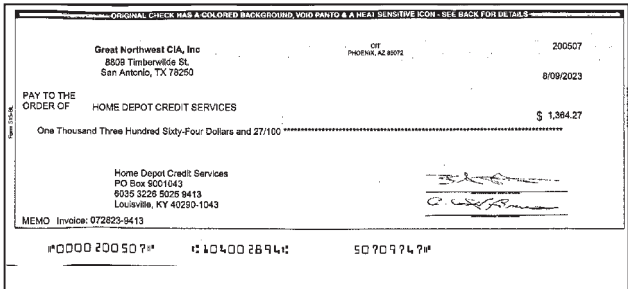 ORIGINAL CHECK HAS A COLORED BACKGROUND, VOID PANTO & A HEAT SENSITIVE ICON - SEE BACK FOR DETAILS
Great Northwest CIA, Inc
8809 Timberwilde St.
San Antonio, TX 78250
CIT
PHOENIX, AZ 85072
200507
8/09/2023
PAY TO THE
ORDER OF HOME DEPOT CREDIT SERVICES
$ 1,364.27
One Thousand Three Hundred Sixty-Four Dollars and 27/100
Home Depot Credit Services
PO Box 9001043
6035 3226 5025 9413
Louisville, KY 40290-1043
MEMO Invoice: 072823-9413
⑈0000200507⑈ ⑆104002894⑆ 50709747⑈